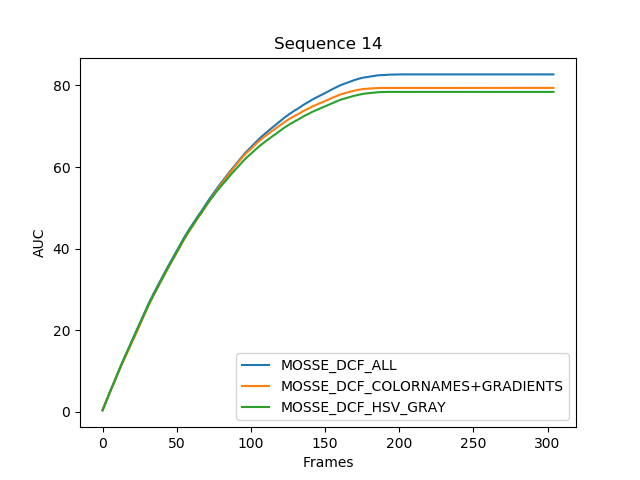 Sequence 14
AUC
80
60
40
20
0
MOSSE_DCF_ALL
MOSSE_DCF_COLORNAMES+GRADIENTS
MOSSE_DCF_HSV_GRAY
0 50 100 150 200 250 300
Frames